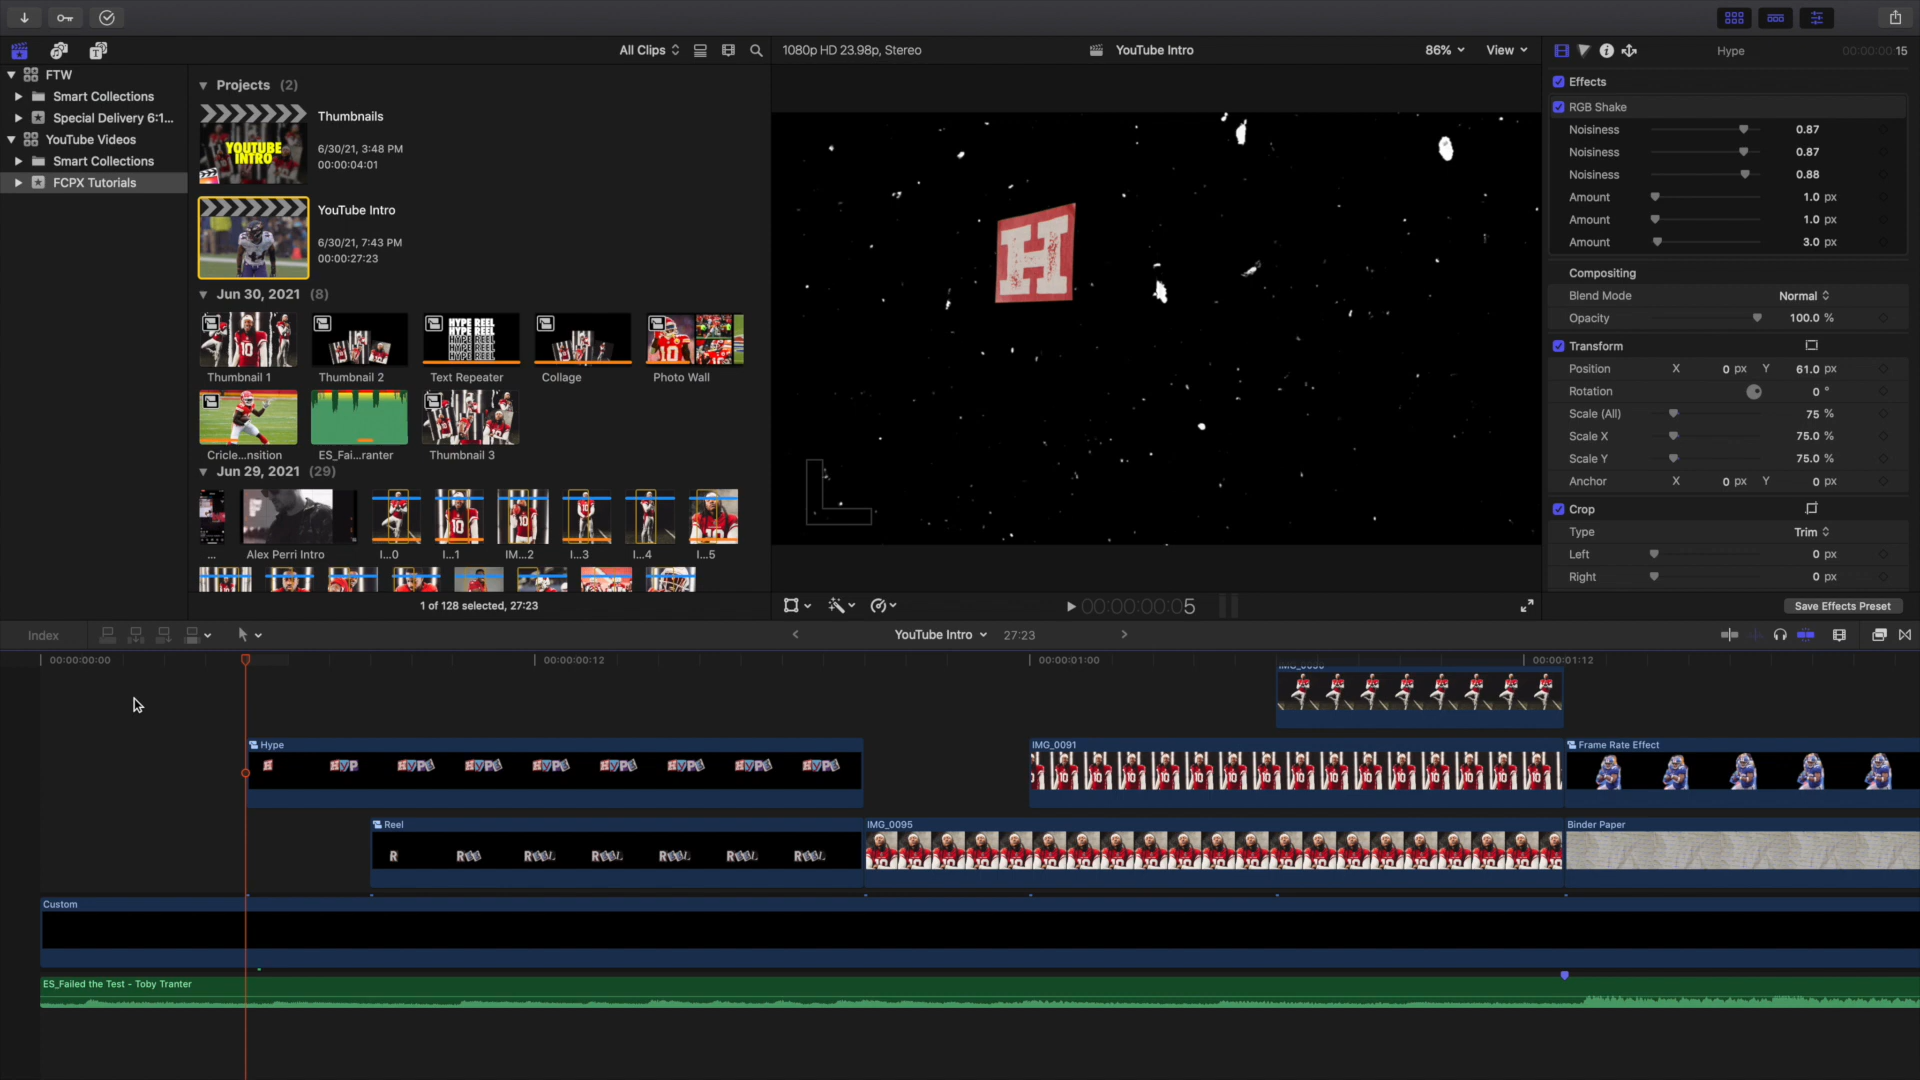 All Clips
1080p HD 23.98p, Stereo
YouTube Intro
86%
View
Hype
00:00:00:00:15
FTW
Smart Collections
Special Delivery 6:1...
YouTube Videos
Smart Collections
FCPX Tutorials
Projects (2)
YOUTUBE
INTRO
Thumbnails
6/30/21, 3:48 PM
00:00:04:01
YouTube Intro
6/30/21, 7:43 PM
00:00:27:23
Jun 30, 2021 (8)
HYPE REEL
Thumbnail 1
Thumbnail 2
Text Repeater
Collage
Photo Wall
Cricle...nsition
ES_Fai...ranter
Thumbnail 3
Jun 29, 2021 (29)
...
Alex Perri Intro
I...0
I...1
IM...2
I...3
I...4
I...5
1 of 128 selected, 27:23
H
00:00:00:05
Effects
RGB Shake
Noisiness 0.87
Noisiness 0.87
Noisiness 0.88
Amount 1.0 px
Amount 1.0 px
Amount 3.0 px
Compositing
Blend Mode Normal
Opacity 100.0 %
Transform
Position X 0 px Y 61.0 px
Rotation 0 °
Scale (All) 75 %
Scale X 75.0 %
Scale Y 75.0 %
Anchor X 0 px Y 0 px
Crop
Type Trim
Left 0 px
Right 0 px
Save Effects Preset
Index
YouTube Intro 27:23
00:00:00:00
00:00:00:12
00:00:01:00
00:00:01:12
Hype
IMG_0091
Frame Rate Effect
Reel
IMG_0095
Binder Paper
Custom
ES_Failed the Test - Toby Tranter